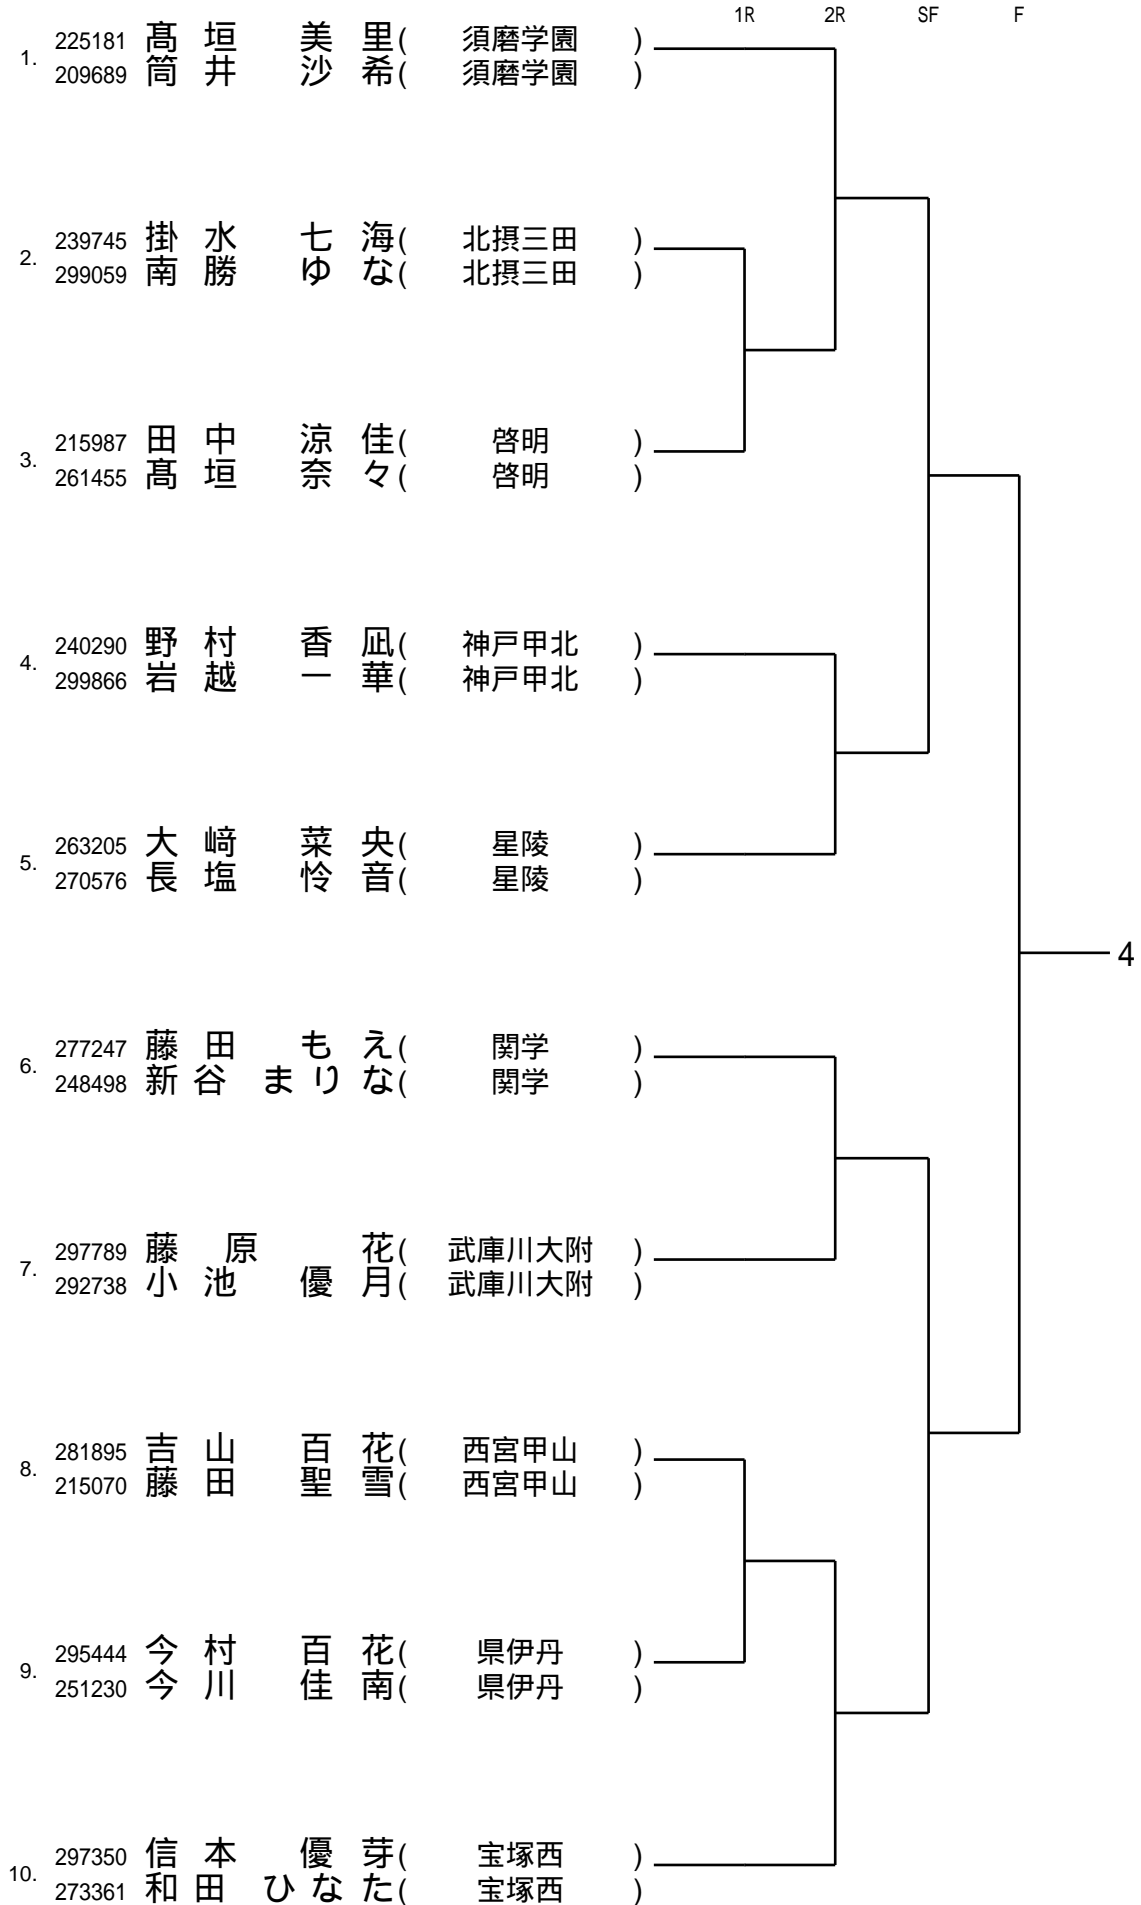 1R 2R SF F
1. 225181 髙垣 美里( 須磨学園 )
209689 筒井 沙希( 須磨学園 )
2. 239745 掛水 七海( 北摂三田 )
299059 南勝 ゆな( 北摂三田 )
3. 215987 田中 涼佳( 啓明 )
261455 髙垣 奈々( 啓明 )
4. 240290 野村 香凪( 神戸甲北 )
299866 岩越 一華( 神戸甲北 )
5. 263205 大﨑 菜央( 星陵 )
270576 長塩 怜音( 星陵 )
4
6. 277247 藤田 もえ( 関学 )
248498 新谷 まりな( 関学 )
7. 297789 藤原 花( 武庫川大附 )
292738 小池 優月( 武庫川大附 )
8. 281895 吉山 百花( 西宮甲山 )
215070 藤田 聖雪( 西宮甲山 )
9. 295444 今村 百花( 県伊丹 )
251230 今川 佳南( 県伊丹 )
10. 297350 信本 優芽( 宝塚西 )
273361 和田 ひなた( 宝塚西 )